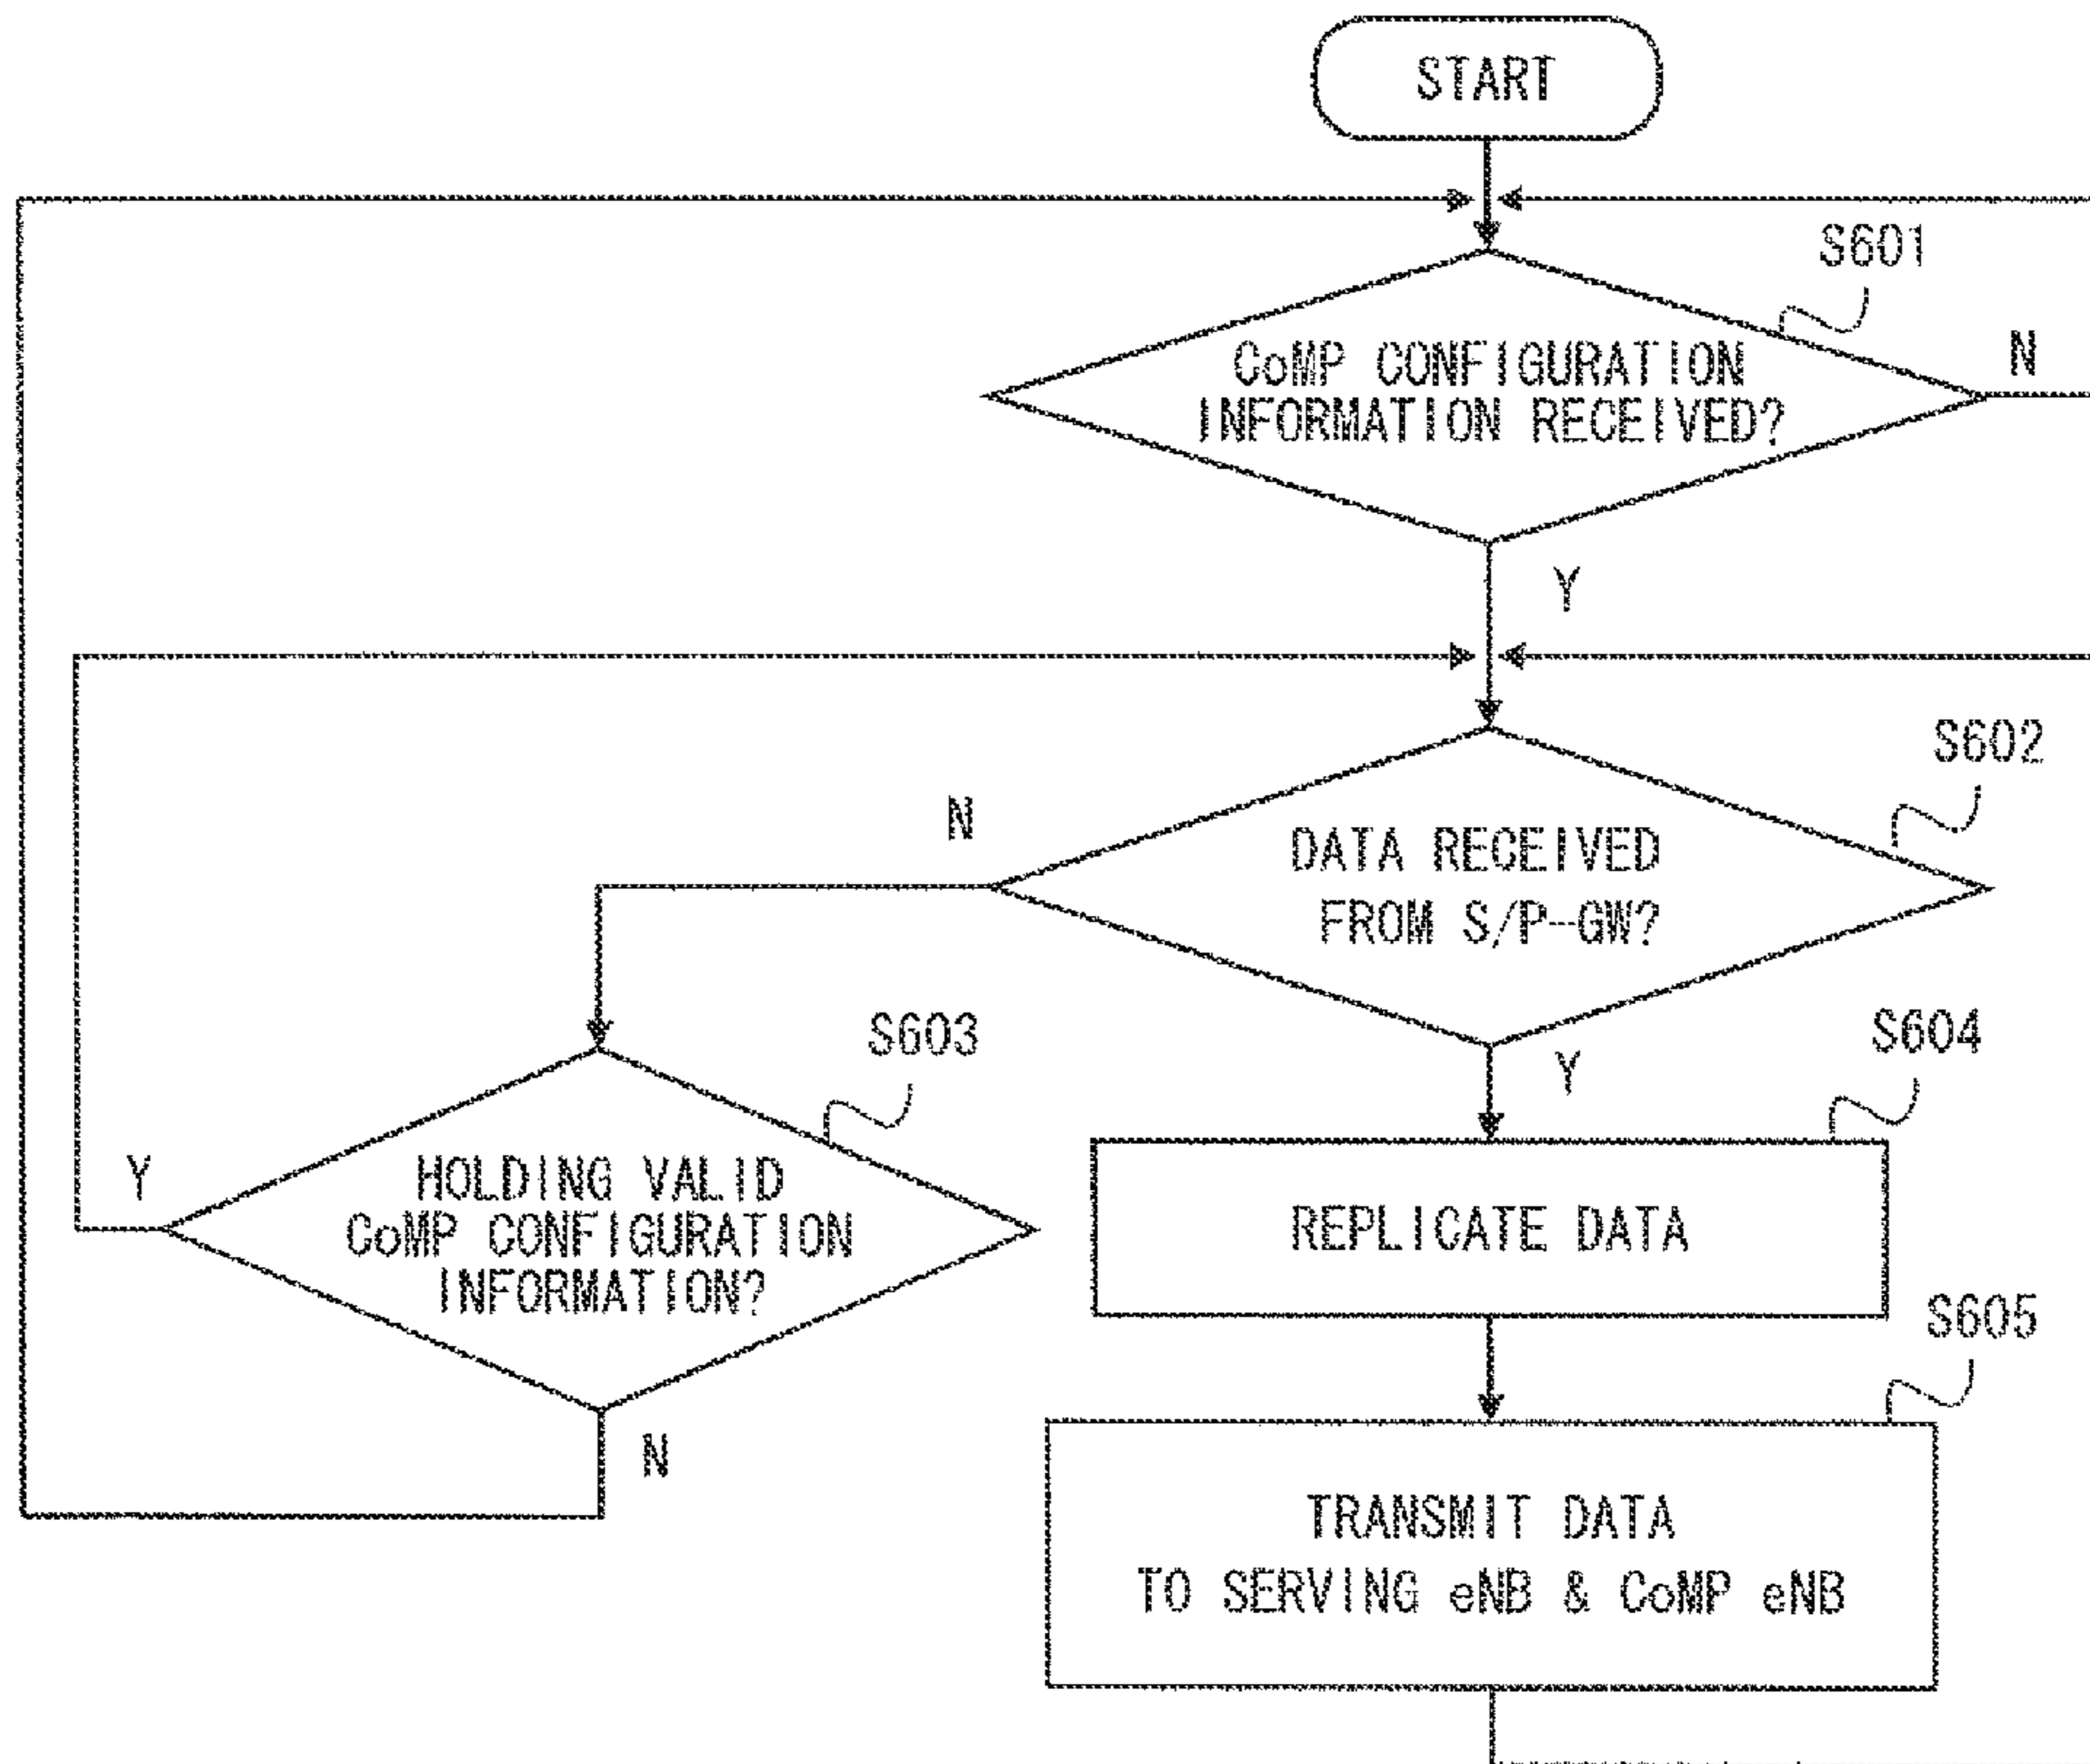 START
S601
CoMP CONFIGURATION
INFORMATION RECEIVED?
N
Y
S602
N
DATA RECEIVED
FROM S/P-GW?
Y
S603
S604
Y
HOLDING VALID
CoMP CONFIGURATION
INFORMATION?
REPLICATE DATA
N
S605
TRANSMIT DATA
TO SERVING eNB & CoMP eNB